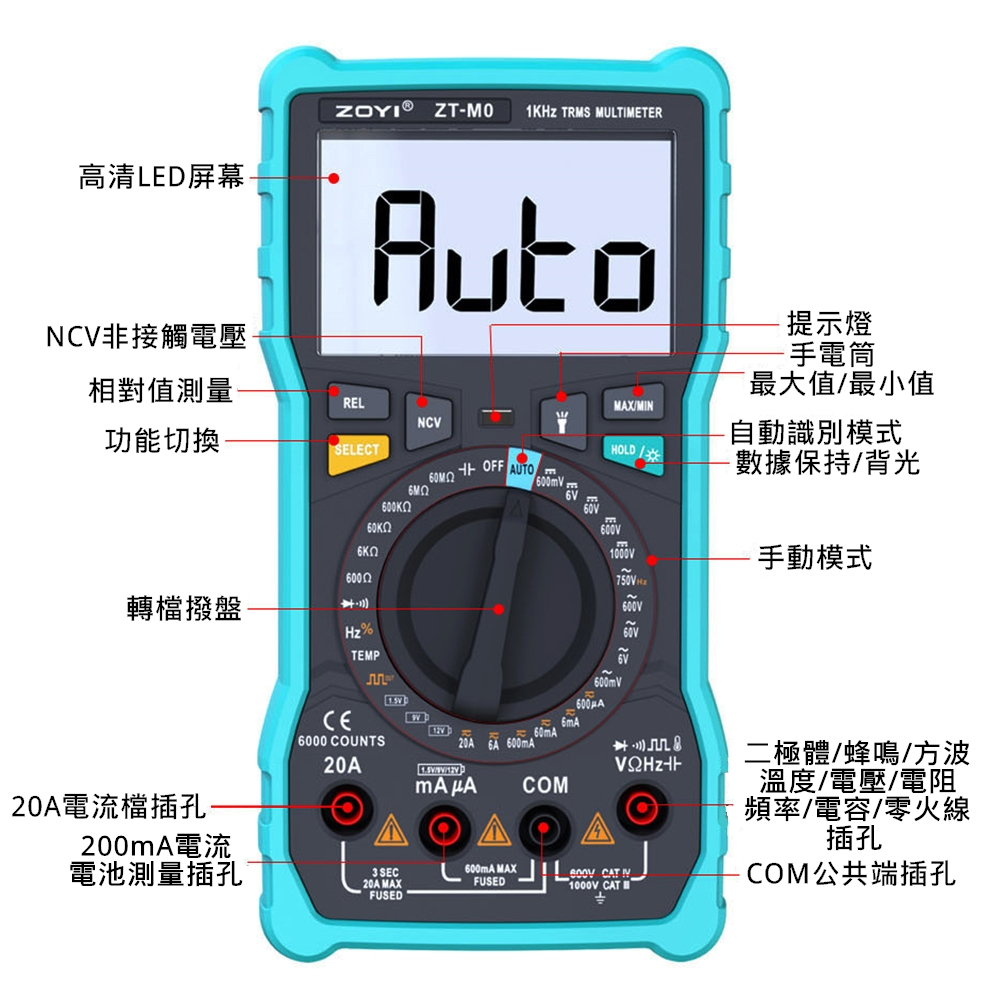 ZOYI® ZT-M0 1KHz TRMS MULTIMETER
高清LED屏幕
Auto
NCV非接觸電壓
提示燈
手電筒
相對值測量
最大值/最小值
REL
NCV
MAX/MIN
功能切換
自動識別模式
SELECT
HOLD
數據保持/背光
OFF
AUTO
600mV
6V
60V
600V
1000V
手動模式
750V Hz
600V
60V
6V
600mV
600μA
6mA
60mA
600mA
6A
20A
12V
9V
1.5V
OUT
TEMP
Hz%
轉檔撥盤
600Ω
6KΩ
60KΩ
600KΩ
6MΩ
60MΩ
CE
6000 COUNTS
20A
1.5V/9V/12V
mA μA
COM
VΩHz
二極體/蜂鳴/方波
溫度/電壓/電阻
頻率/電容/零火線
插孔
20A電流檔插孔
200mA電流
電池測量插孔
COM公共端插孔
3 SEC
20A MAX
FUSED
600mA MAX
FUSED
600V CAT IV
1000V CAT III